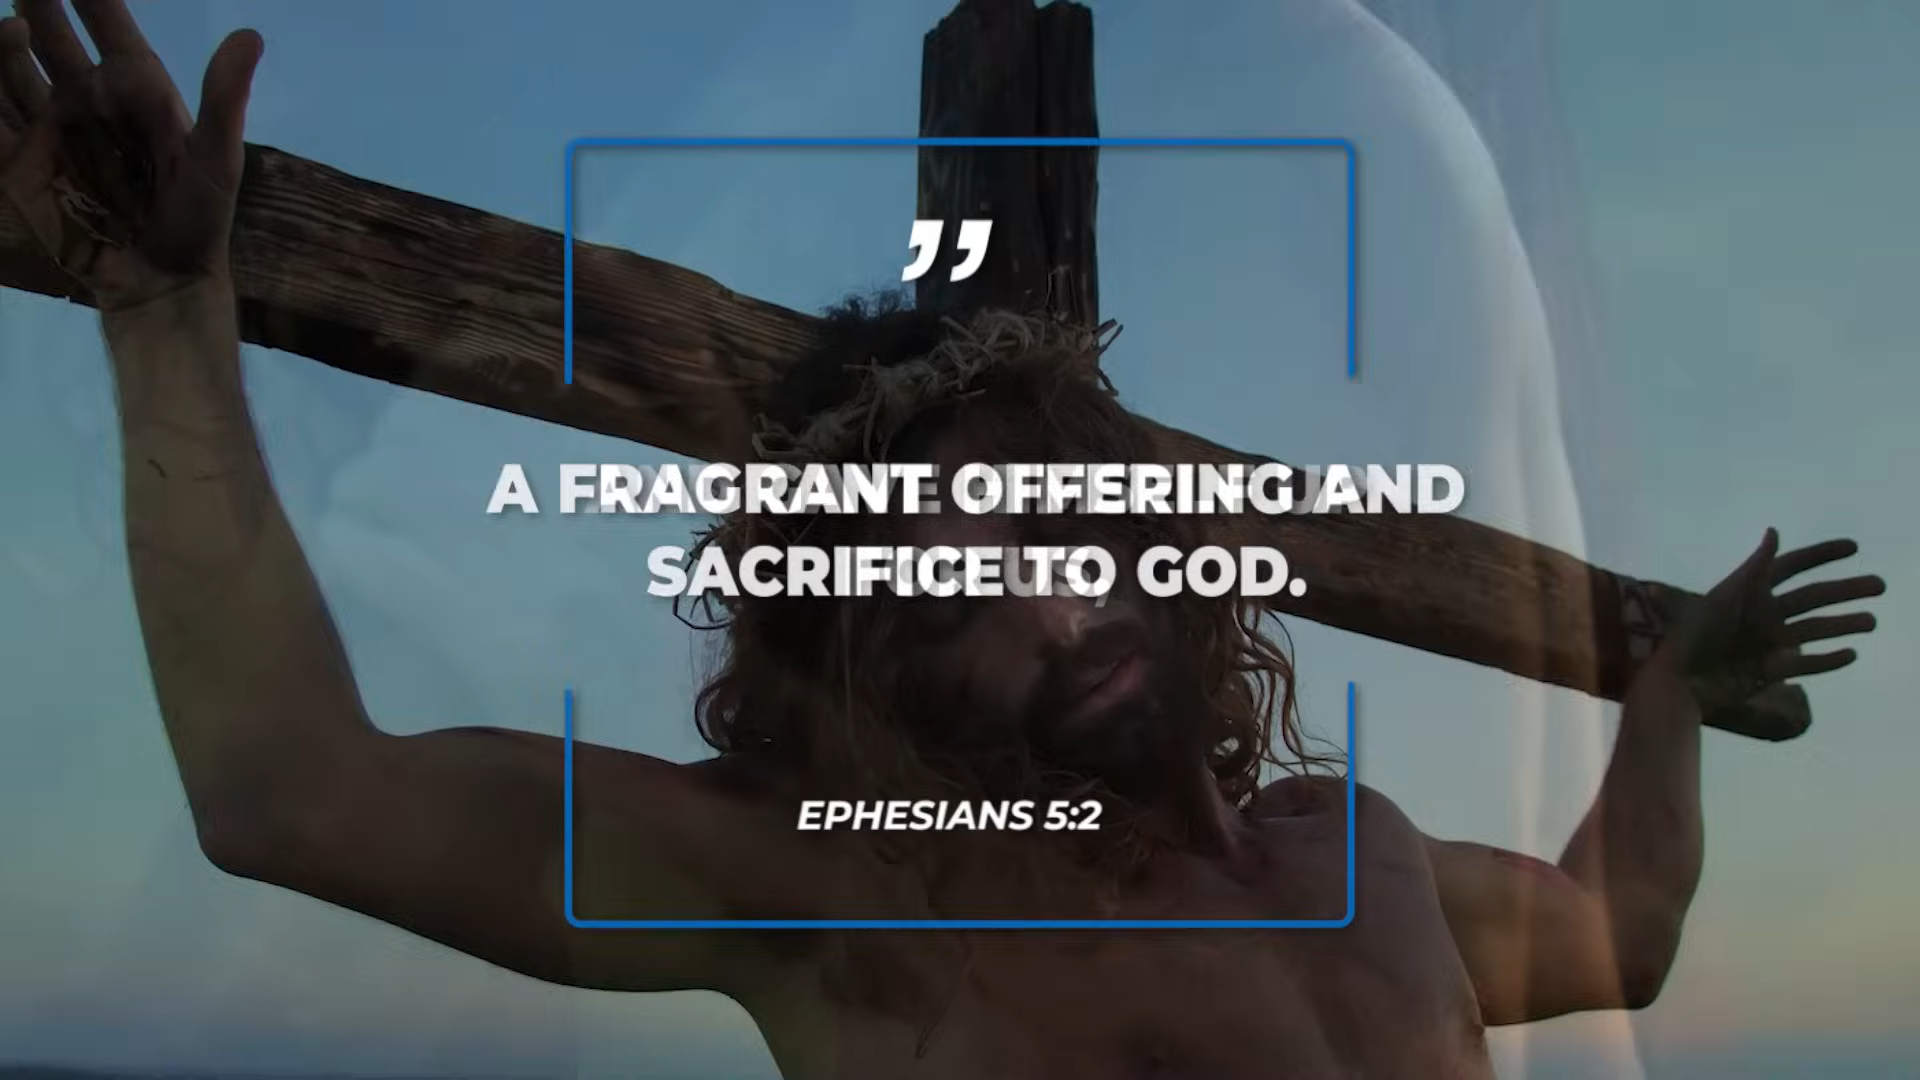 ”
A FRAGRANT OFFERING AND
SACRIFICE TO GOD.
EPHESIANS 5:2